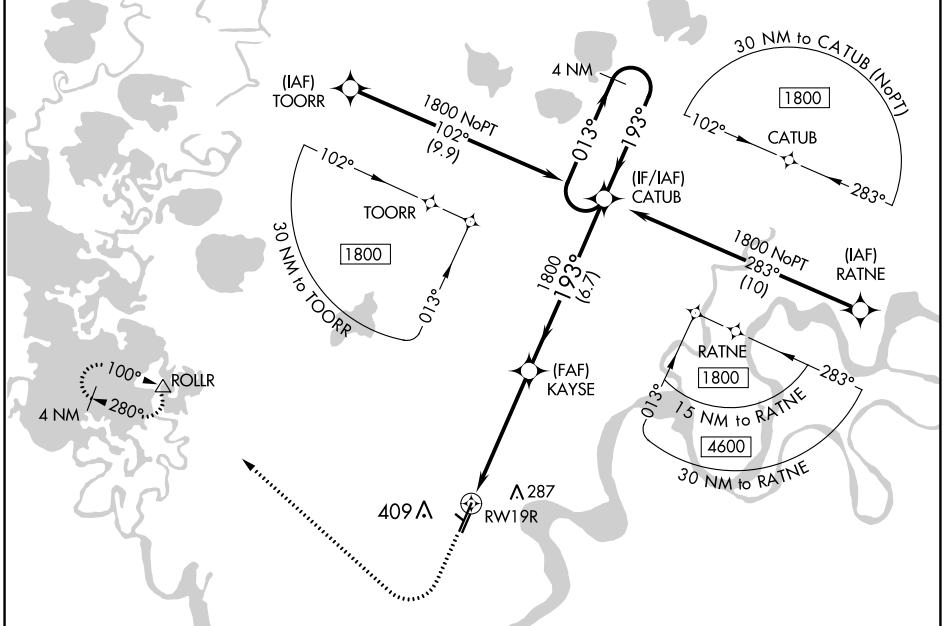 (IAF)
TOORR
1800 NoPT
102°
(9.9)
4 NM
013°
193°
(IF/IAF)
CATUB
30 NM to CATUB (NoPT)
1800
102°
CATUB
283°
102°
TOORR
1800
013°
30 NM to TOORR
1800 NoPT
283°
(10)
(IAF)
RATNE
1800
193°
(6.7)
(FAF)
KAYSE
RATNE
1800
283°
013°
15 NM to RATNE
4600
30 NM to RATNE
100°
ROLLR
4 NM
280°
409
287
RW19R